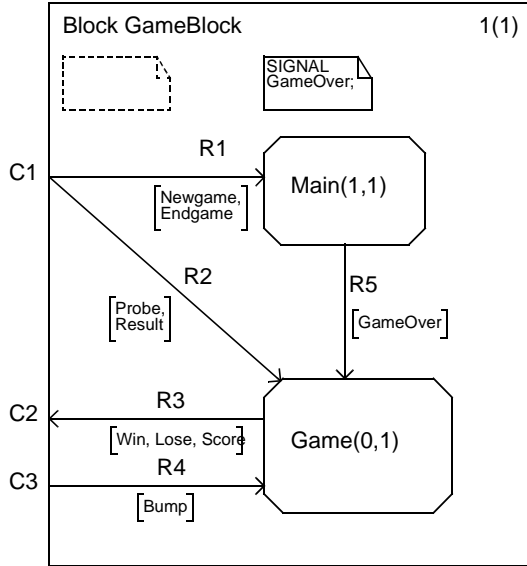 Block GameBlock 1(1)
SIGNAL
GameOver;
R1
C1
Main(1,1)
[Newgame,
Endgame]
R2
R5
[Probe,
Result]
[GameOver]
R3
C2
[Win, Lose, Score]
Game(0,1)
R4
C3
[Bump]